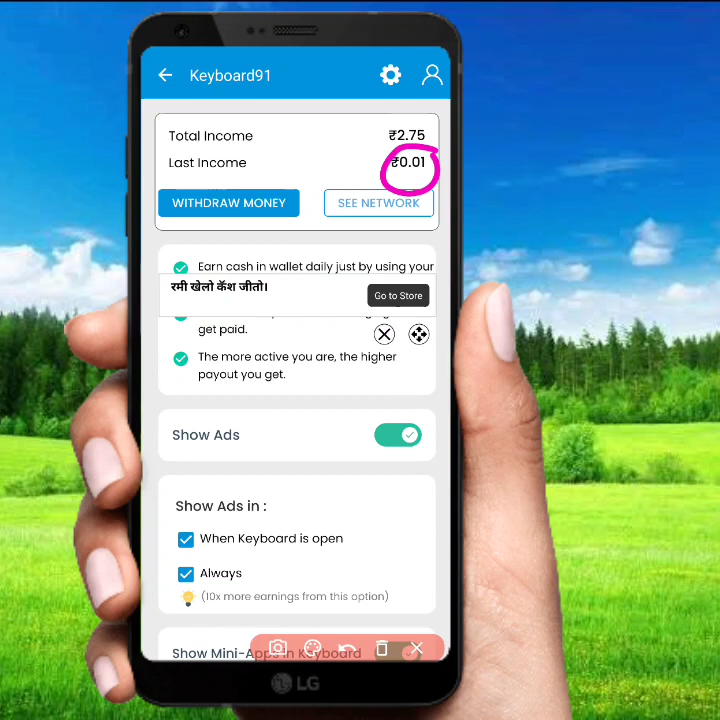 Keyboard91
Total Income ₹2.75
Last Income ₹0.01
WITHDRAW MONEY SEE NETWORK
Earn cash in wallet daily just by using your
रमी खेलो कॅश जीतो।
Go to Store
get paid.
The more active you are, the higher
payout you get.
Show Ads
Show Ads in :
When Keyboard is open
Always
(10x more earnings from this option)
Show Mini-Apps in Keyboard
LG